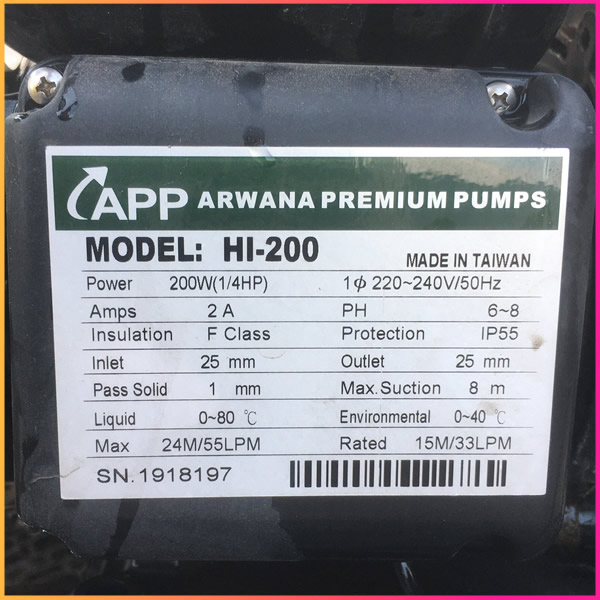 APP ARWANA PREMIUM PUMPS
MODEL: HI-200 MADE IN TAIWAN
Power 200W(1/4HP) 1ϕ 220~240V/50Hz
Amps 2 A PH 6~8
Insulation F Class Protection IP55
Inlet 25 mm Outlet 25 mm
Pass Solid 1 mm Max.Suction 8 m
Liquid 0~80 ℃ Environmental 0~40 ℃
Max 24M/55LPM Rated 15M/33LPM
SN.1918197